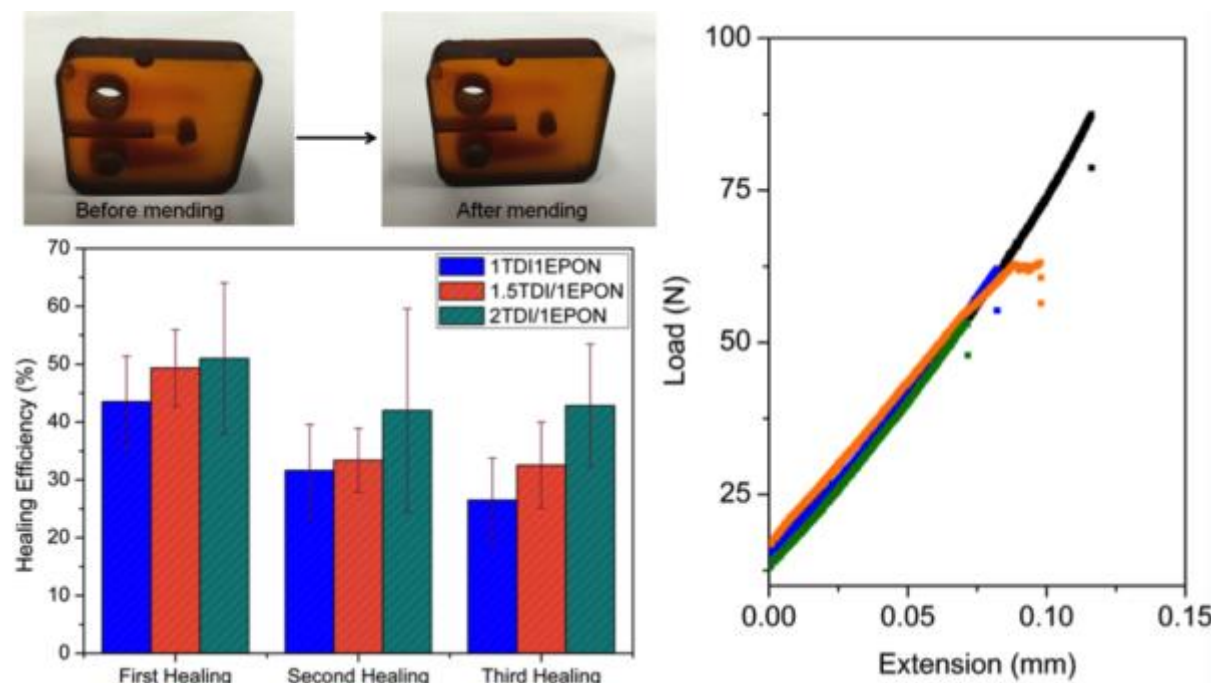 Before mending
After mending
70
60
50
40
30
20
10
0
Healing Efficiency (%)
1TDI1EPON
1.5TDI/1EPON
2TDI/1EPON
First Healing
Second Healing
Third Healing
100
75
50
25
Load (N)
0.00
0.05
0.10
0.15
Extension (mm)